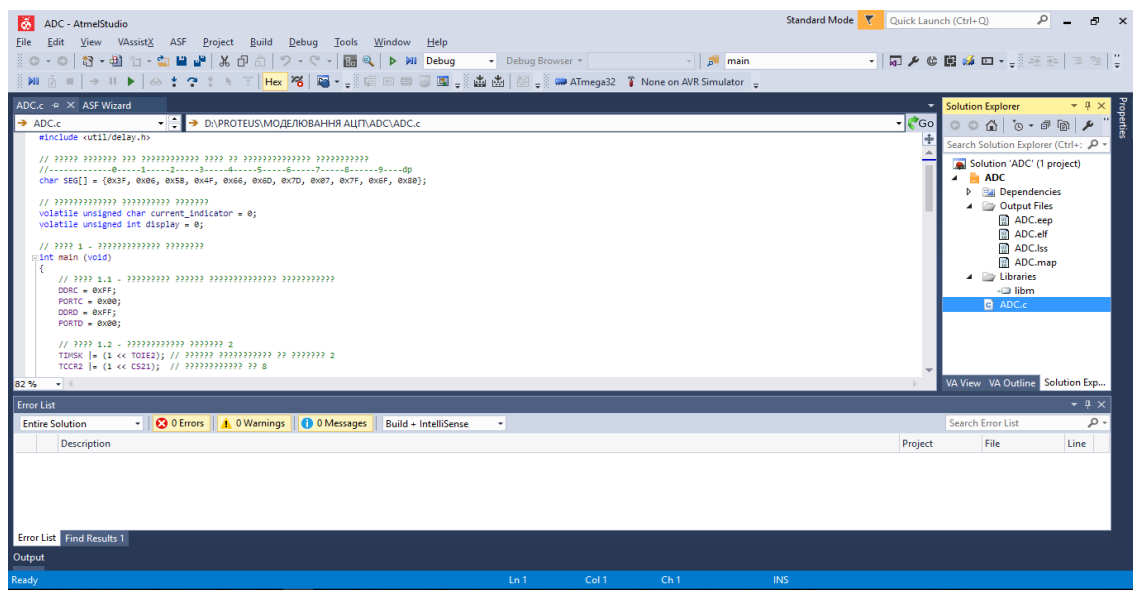 ADC - AtmelStudio
Standard Mode
Quick Launch (Ctrl+Q)
File Edit View VAssistX ASF Project Build Debug Tools Window Help
Debug Debug Browser main
Hex ATmega32 None on AVR Simulator
ADC.c ASF Wizard
ADC.c D:\PROTEUS\МОДЕЛЮВАННЯ АЦП\ADC\ADC.c Go
#include <util/delay.h>
// ????? ??????? ??? ???????????? ???? ?? ?????????????? ???????????
//-------------0-----1-----2-----3-----4-----5-----6-----7-----8------9----dp
char SEG[] = {0x3F, 0x06, 0x5B, 0x4F, 0x66, 0x6D, 0x7D, 0x07, 0x7F, 0x6F, 0x80};
// ????????????? ?????????? ???????
volatile unsigned char current_indicator = 0;
volatile unsigned int display = 0;
// ???? 1 - ????????????? ????????
int main (void)
{
// ???? 1.1 - ????????? ?????? ?????????????? ???????????
DDRC = 0xFF;
PORTC = 0x00;
DDRD = 0xFF;
PORTD = 0x00;
// ???? 1.2 - ???????????? ??????? 2
TIMSK |= (1 << TOIE2); // ?????? ??????????? ?? ??????? 2
TCCR2 |= (1 << CS21); // ???????????? ?? 8
82 %
Solution Explorer
Search Solution Explorer (Ctrl+:
Solution 'ADC' (1 project)
ADC
Dependencies
Output Files
ADC.eep
ADC.elf
ADC.lss
ADC.map
Libraries
libm
ADC.c
VA View VA Outline Solution Exp...
Properties
Error List
Entire Solution 0 Errors 0 Warnings 0 Messages Build + IntelliSense
Search Error List
Description Project File Line
Error List Find Results 1
Output
Ready Ln 1 Col 1 Ch 1 INS